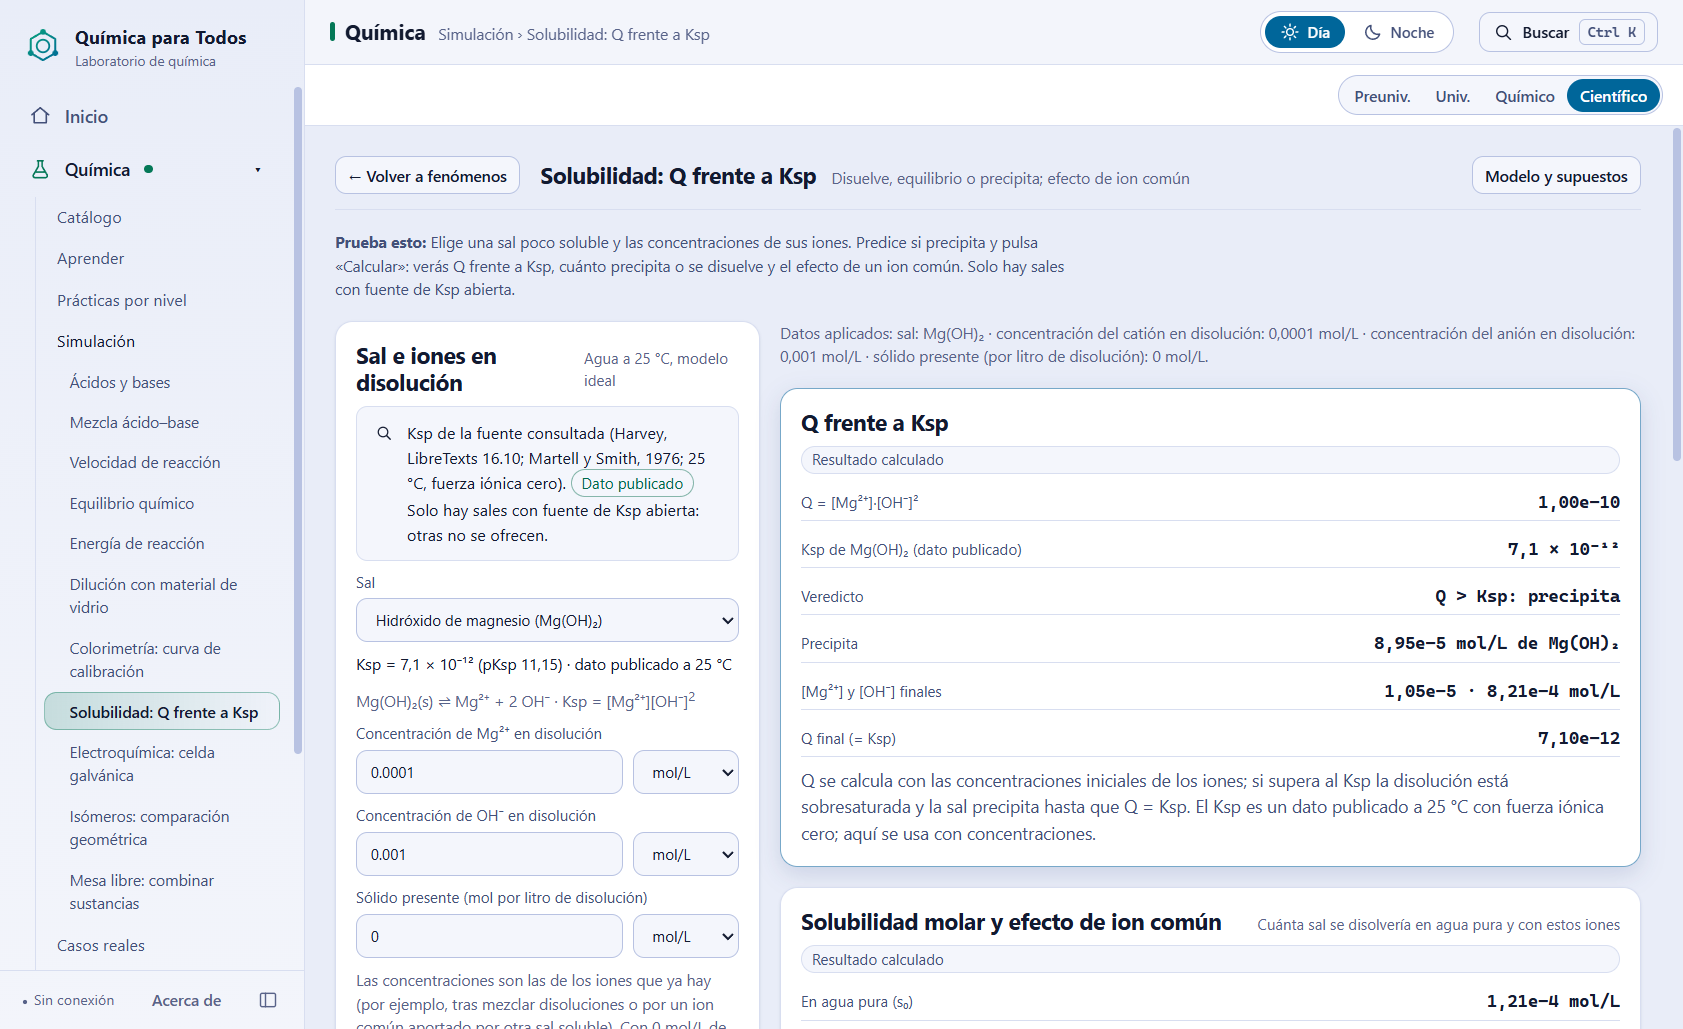 Química para Todos
Laboratorio de química
Inicio
Química
Catálogo
Aprender
Prácticas por nivel
Simulación
Ácidos y bases
Mezcla ácido–base
Velocidad de reacción
Equilibrio químico
Energía de reacción
Dilución con material de
vidrio
Colorimetría: curva de
calibración
Solubilidad: Q frente a Ksp
Electroquímica: celda
galvánica
Isómeros: comparación
geométrica
Mesa libre: combinar
sustancias
Casos reales
Sin conexión
Acerca de
Química Simulación › Solubilidad: Q frente a Ksp
Día Noche
Buscar Ctrl K
Preuniv. Univ. Químico Científico
← Volver a fenómenos
Solubilidad: Q frente a Ksp Disuelve, equilibrio o precipita; efecto de ion común
Modelo y supuestos
Prueba esto: Elige una sal poco soluble y las concentraciones de sus iones. Predice si precipita y pulsa
«Calcular»: verás Q frente a Ksp, cuánto precipita o se disuelve y el efecto de un ion común. Solo hay sales
con fuente de Ksp abierta.
Sal e iones en
disolución
Agua a 25 °C, modelo
ideal
Ksp de la fuente consultada (Harvey,
LibreTexts 16.10; Martell y Smith, 1976; 25
°C, fuerza iónica cero). Dato publicado
Solo hay sales con fuente de Ksp abierta:
otras no se ofrecen.
Sal
Hidróxido de magnesio (Mg(OH)₂)
Ksp = 7,1 × 10⁻¹² (pKsp 11,15) · dato publicado a 25 °C
Mg(OH)₂(s) ⇌ Mg²⁺ + 2 OH⁻ · Ksp = [Mg²⁺][OH⁻]²
Concentración de Mg²⁺ en disolución
0.0001 mol/L
Concentración de OH⁻ en disolución
0.001 mol/L
Sólido presente (mol por litro de disolución)
0 mol/L
Las concentraciones son las de los iones que ya hay
(por ejemplo, tras mezclar disoluciones o por un ion
común aportado por otra sal soluble). Con 0 mol/L de
Datos aplicados: sal: Mg(OH)₂ · concentración del catión en disolución: 0,0001 mol/L · concentración del anión en disolución:
0,001 mol/L · sólido presente (por litro de disolución): 0 mol/L.
Q frente a Ksp
Resultado calculado
Q = [Mg²⁺]·[OH⁻]² 1,00e−10
Ksp de Mg(OH)₂ (dato publicado) 7,1 × 10⁻¹²
Veredicto Q > Ksp: precipita
Precipita 8,95e−5 mol/L de Mg(OH)₂
[Mg²⁺] y [OH⁻] finales 1,05e−5 · 8,21e−4 mol/L
Q final (= Ksp) 7,10e−12
Q se calcula con las concentraciones iniciales de los iones; si supera al Ksp la disolución está
sobresaturada y la sal precipita hasta que Q = Ksp. El Ksp es un dato publicado a 25 °C con fuerza iónica
cero; aquí se usa con concentraciones.
Solubilidad molar y efecto de ion común Cuánta sal se disolvería en agua pura y con estos iones
Resultado calculado
En agua pura (s₀) 1,21e−4 mol/L